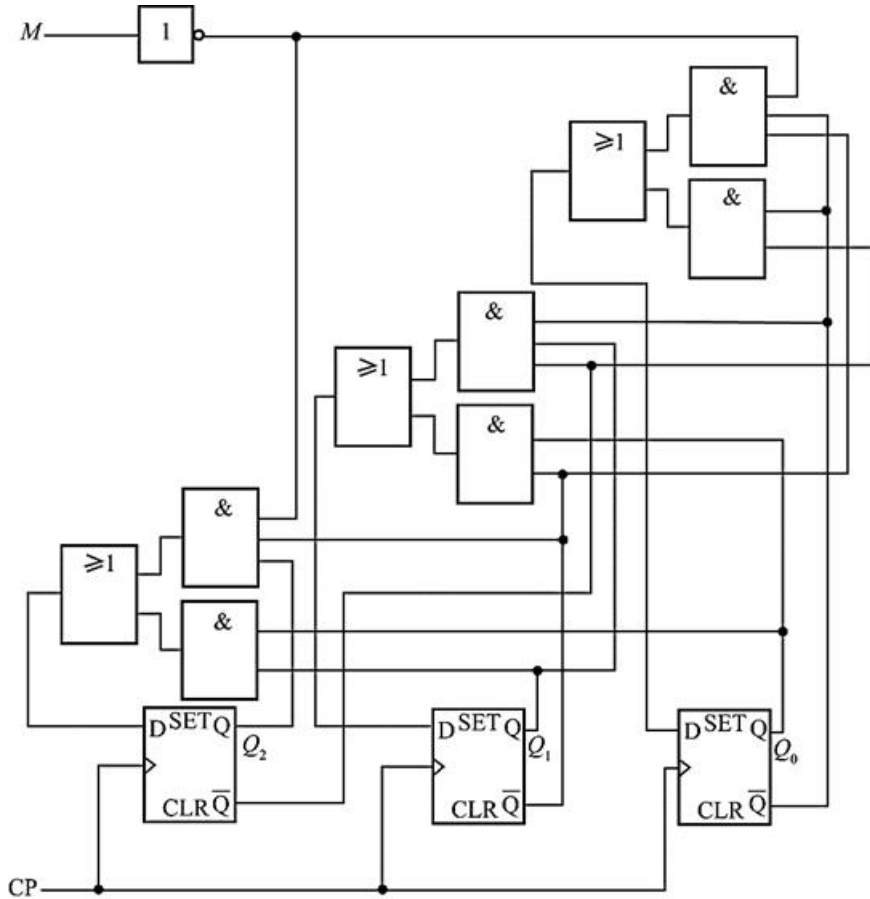 M
1
&
≥1
&
&
≥1
&
&
≥1
&
D SET Q
Q₂
CLR Q̅
D SET Q
Q₁
CLR Q̅
D SET Q
Q₀
CLR Q̅
CP